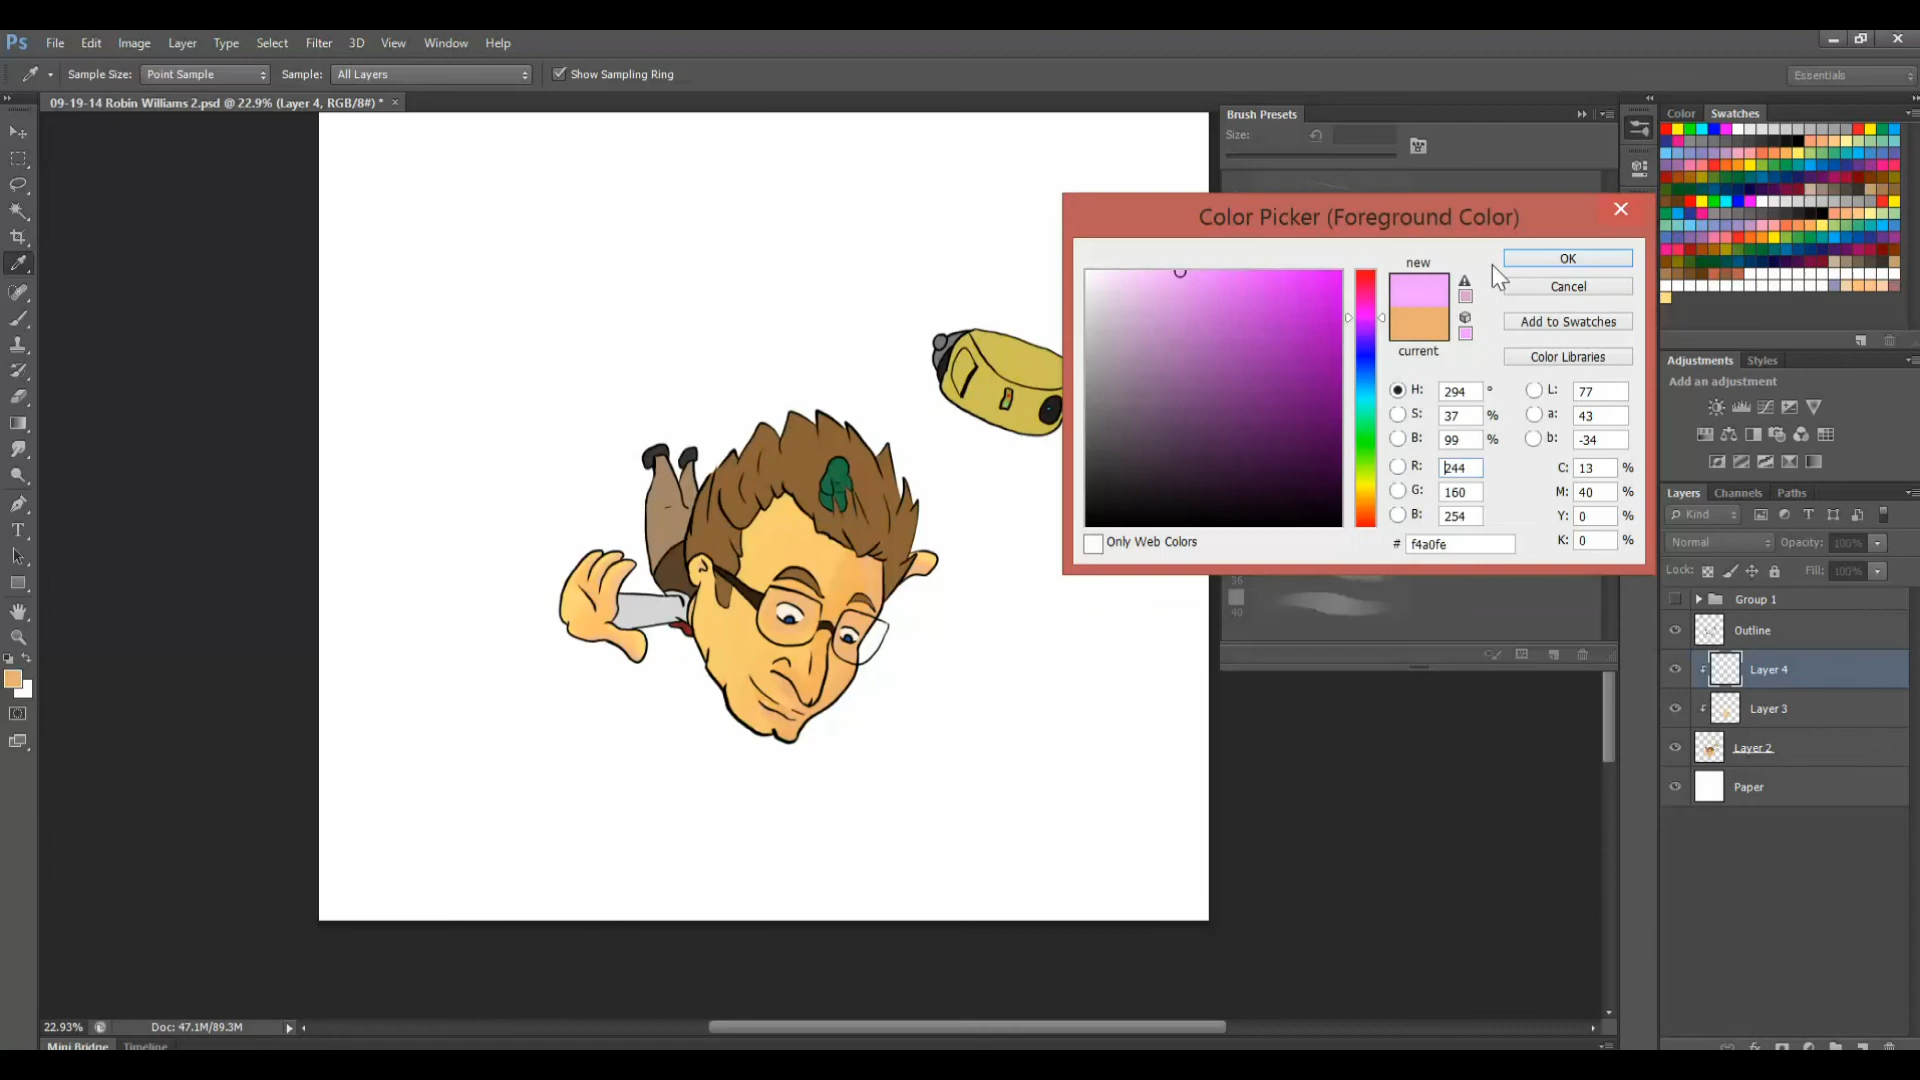 Ps File Edit Image Layer Type Select Filter 3D View Window Help
Sample Size: Point Sample Sample: All Layers Show Sampling Ring Essentials
09-19-14 Robin Williams 2.psd @ 22.9% (Layer 4, RGB/8#) * ×
Brush Presets
Size:
Color Swatches
Color Picker (Foreground Color)
new
current
OK
Cancel
Add to Swatches
Color Libraries
H: 294 °
S: 37 %
B: 99 %
R: 244
G: 160
B: 254
# f4a0fe
L: 77
a: 43
b: -34
C: 13 %
M: 40 %
Y: 0 %
K: 0 %
Only Web Colors
36
40
Adjustments Styles
Add an adjustment
Layers Channels Paths
Kind
Normal Opacity: 100%
Lock: Fill: 100%
Group 1
Outline
Layer 4
Layer 3
Layer 2
Paper
T
22.93% Doc: 47.1M/89.3M
Mini Bridge Timeline